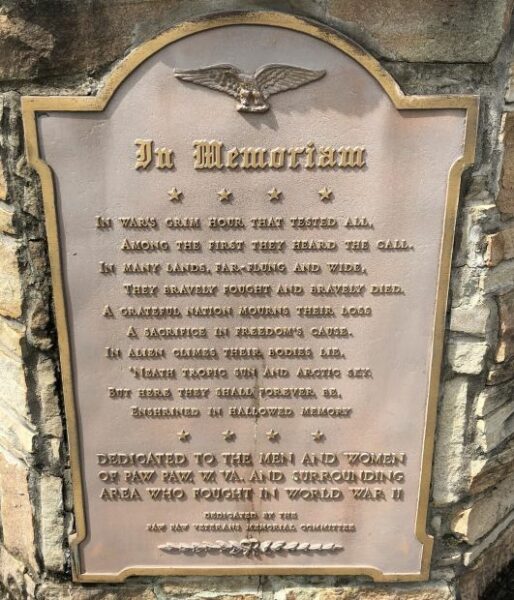 In Memoriam
IN WAR'S GRIM HOUR, THAT TESTED ALL,
AMONG THE FIRST THEY HEARD THE CALL.
IN MANY LANDS, FAR-FLUNG AND WIDE,
THEY BRAVELY FOUGHT AND BRAVELY DIED.
A GRATEFUL NATION MOURNS THEIR LOSS
A SACRIFICE IN FREEDOM'S CAUSE.
IN ALIEN CLIMES THEIR BODIES LIE,
'NEATH TROPIC SUN AND ARCTIC SKY,
BUT HERE THEY SHALL FOREVER BE,
ENSHRINED IN HALLOWED MEMORY
DEDICATED TO THE MEN AND WOMEN
OF PAW PAW, W. VA. AND SURROUNDING
AREA WHO FOUGHT IN WORLD WAR II
DEDICATED BY THE
PAW PAW VETERANS MEMORIAL COMMITTEE